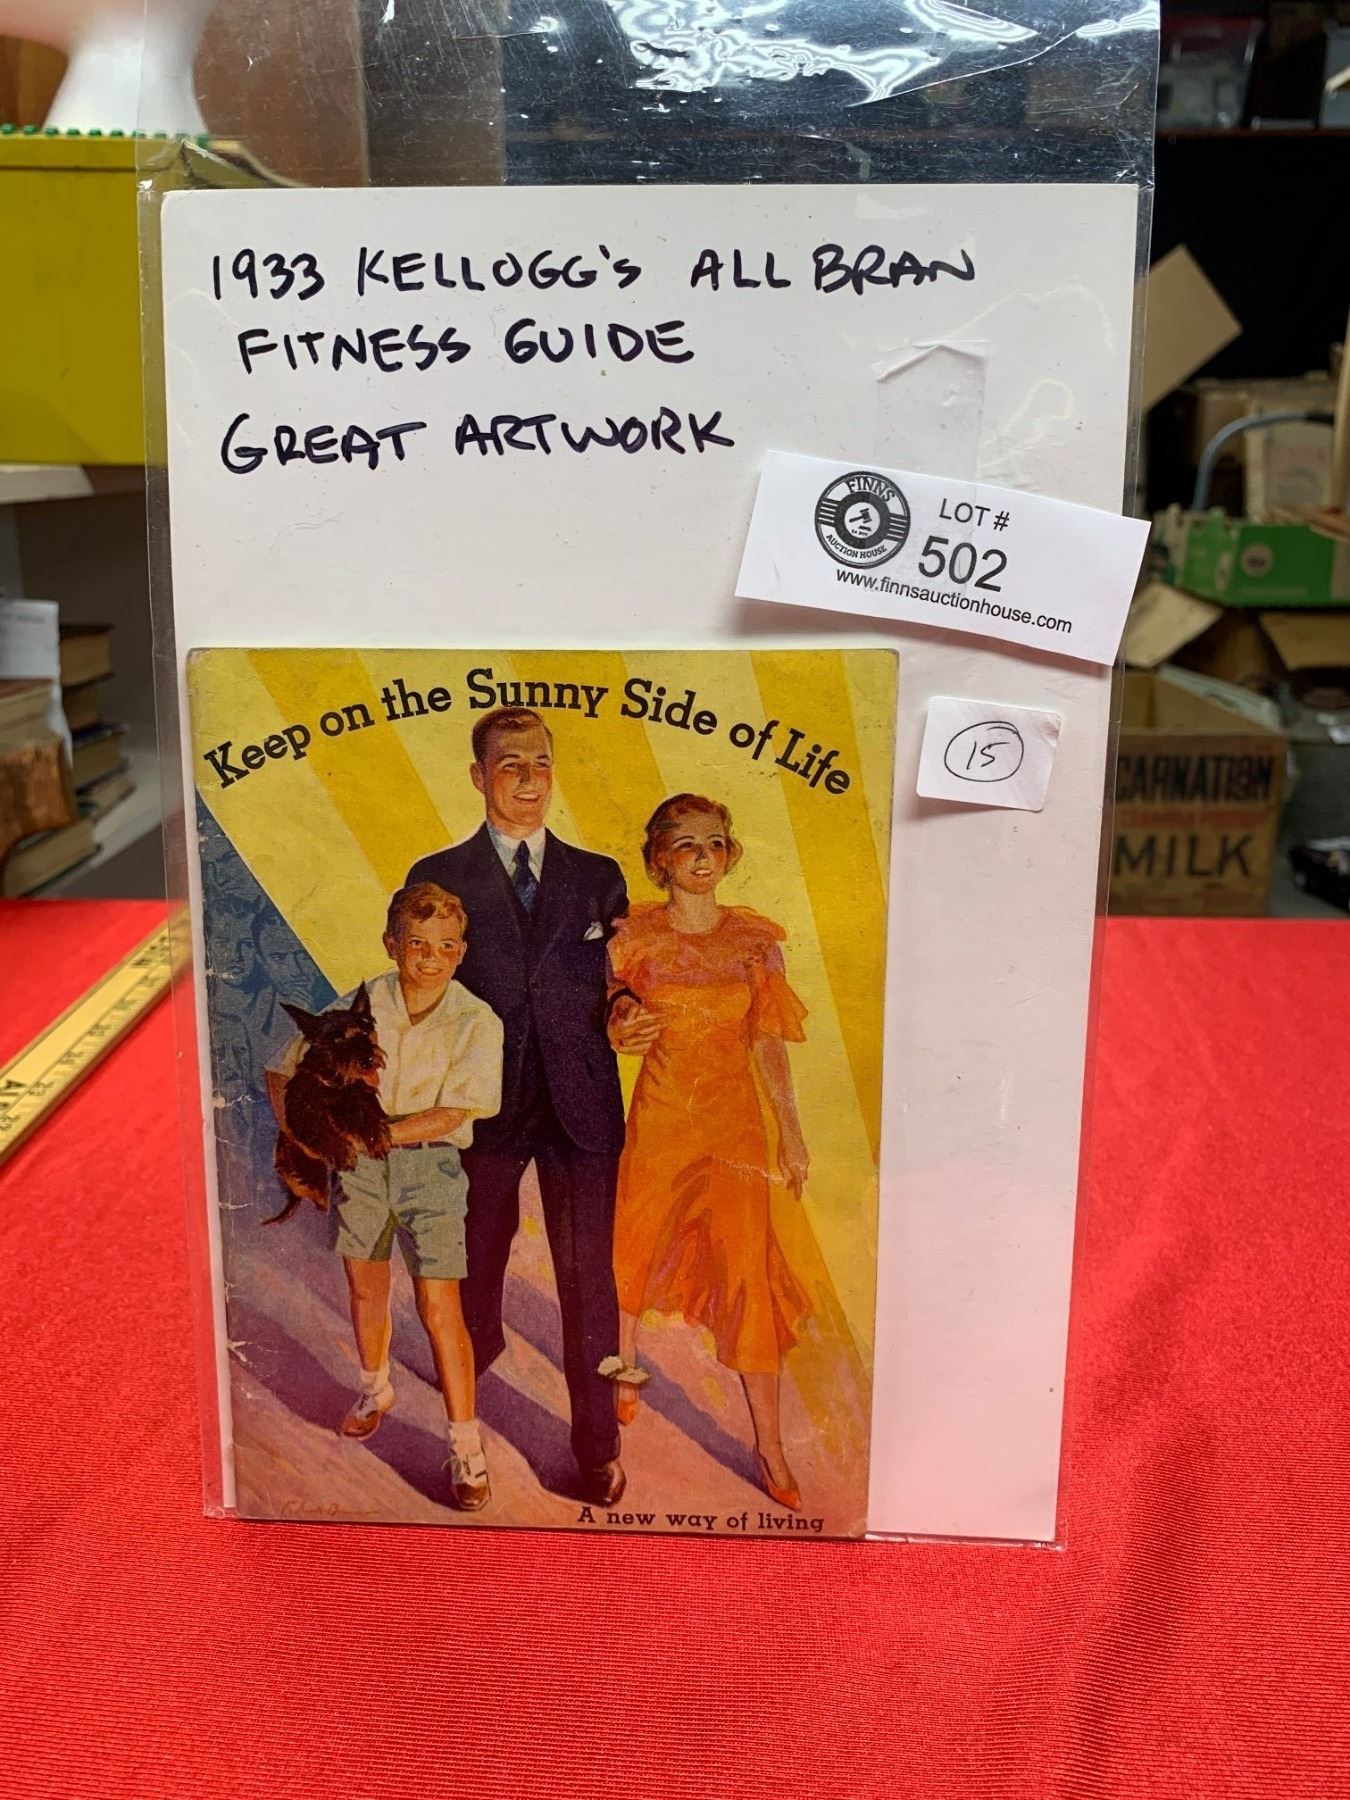 1933 KELLOGG'S ALL BRAN
FITNESS GUIDE
GREAT ARTWORK
FINNS
AUCTION HOUSE
LOT #
502
www.finnsauctionhouse.com
Keep on the Sunny Side of Life
15
CARNATION
MILK
A new way of living